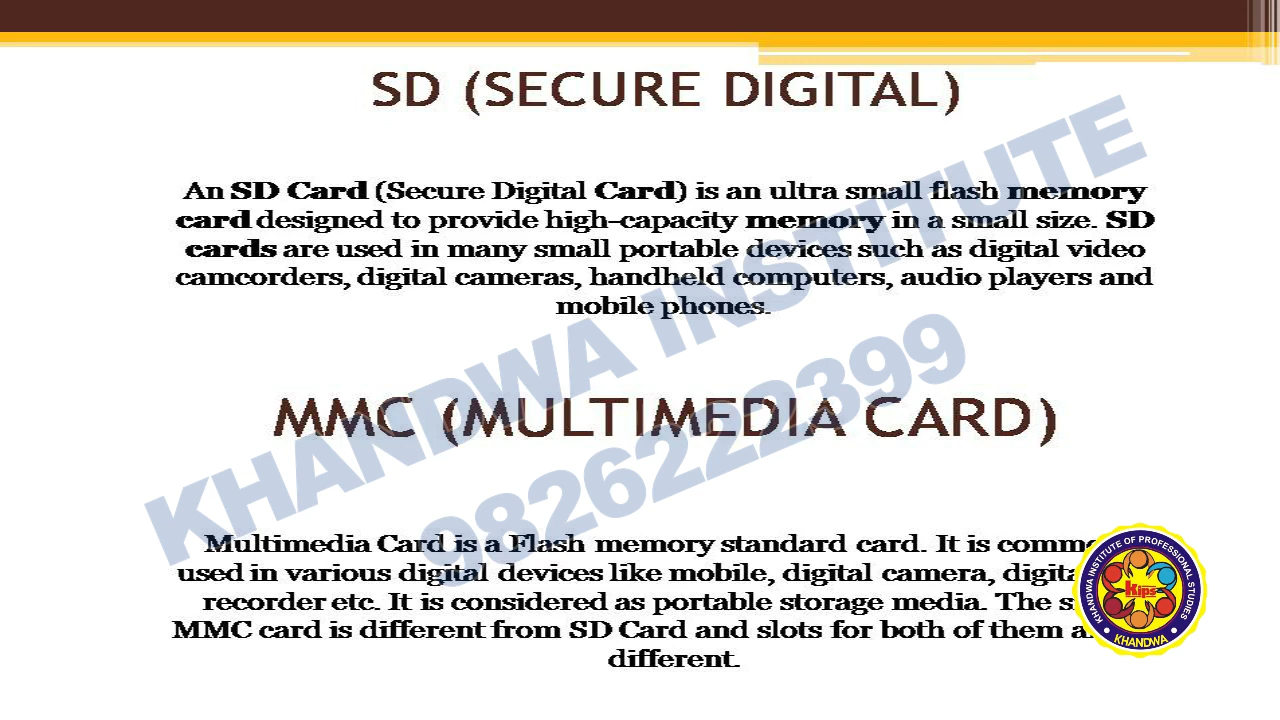 SD (SECURE DIGITAL)
An SD Card (Secure Digital Card) is an ultra small flash memory
card designed to provide high-capacity memory in a small size. SD
cards are used in many small portable devices such as digital video
camcorders, digital cameras, handheld computers, audio players and
mobile phones.
KHANDWA INSTITUTE
9826222399
MMC (MULTIMEDIA CARD)
Multimedia Card is a Flash memory standard card. It is
used in various digital devices like mobile, digital camera,
recorder etc. It is considered as portable storage media. The
MMC card is different from SD Card and slots for both of them
different.
KHANDWA INSTITUTE OF PROFESSIONAL STUDIES
Kips
KHANDWA